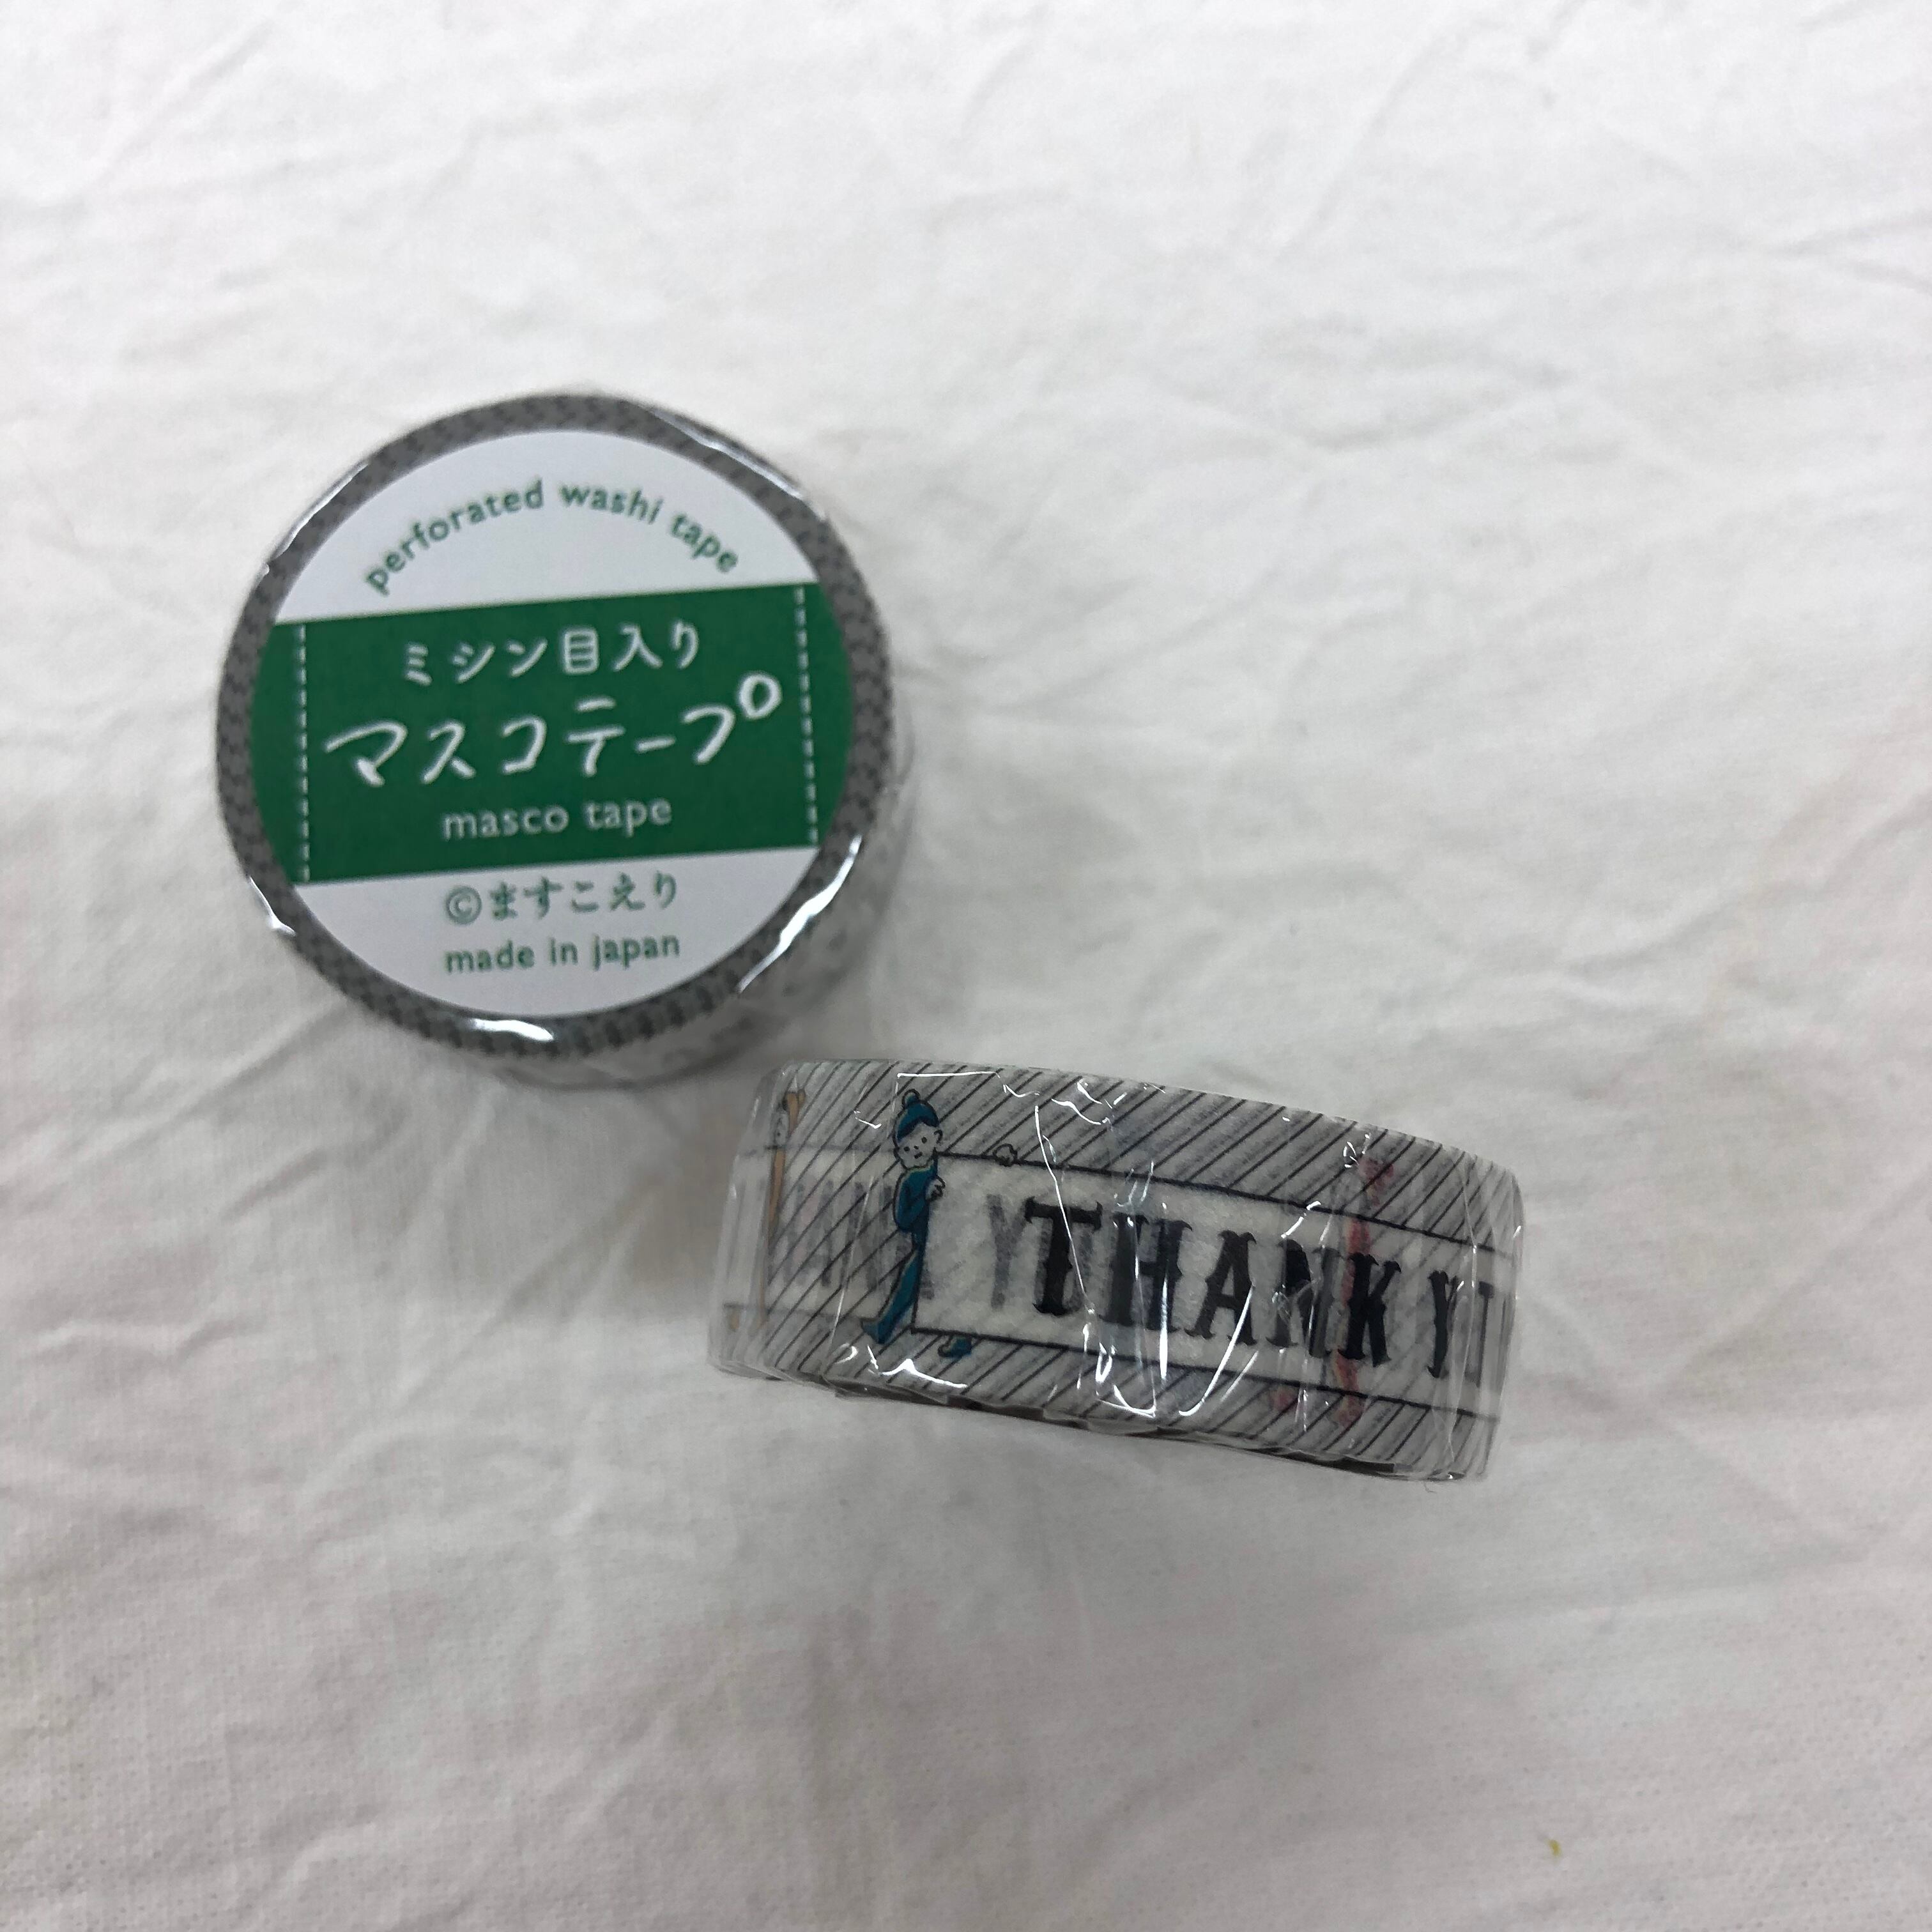 perforated washi tape
ミシン目入り
マスコテープ
masco tape
©ますこえり
made in japan
THANK